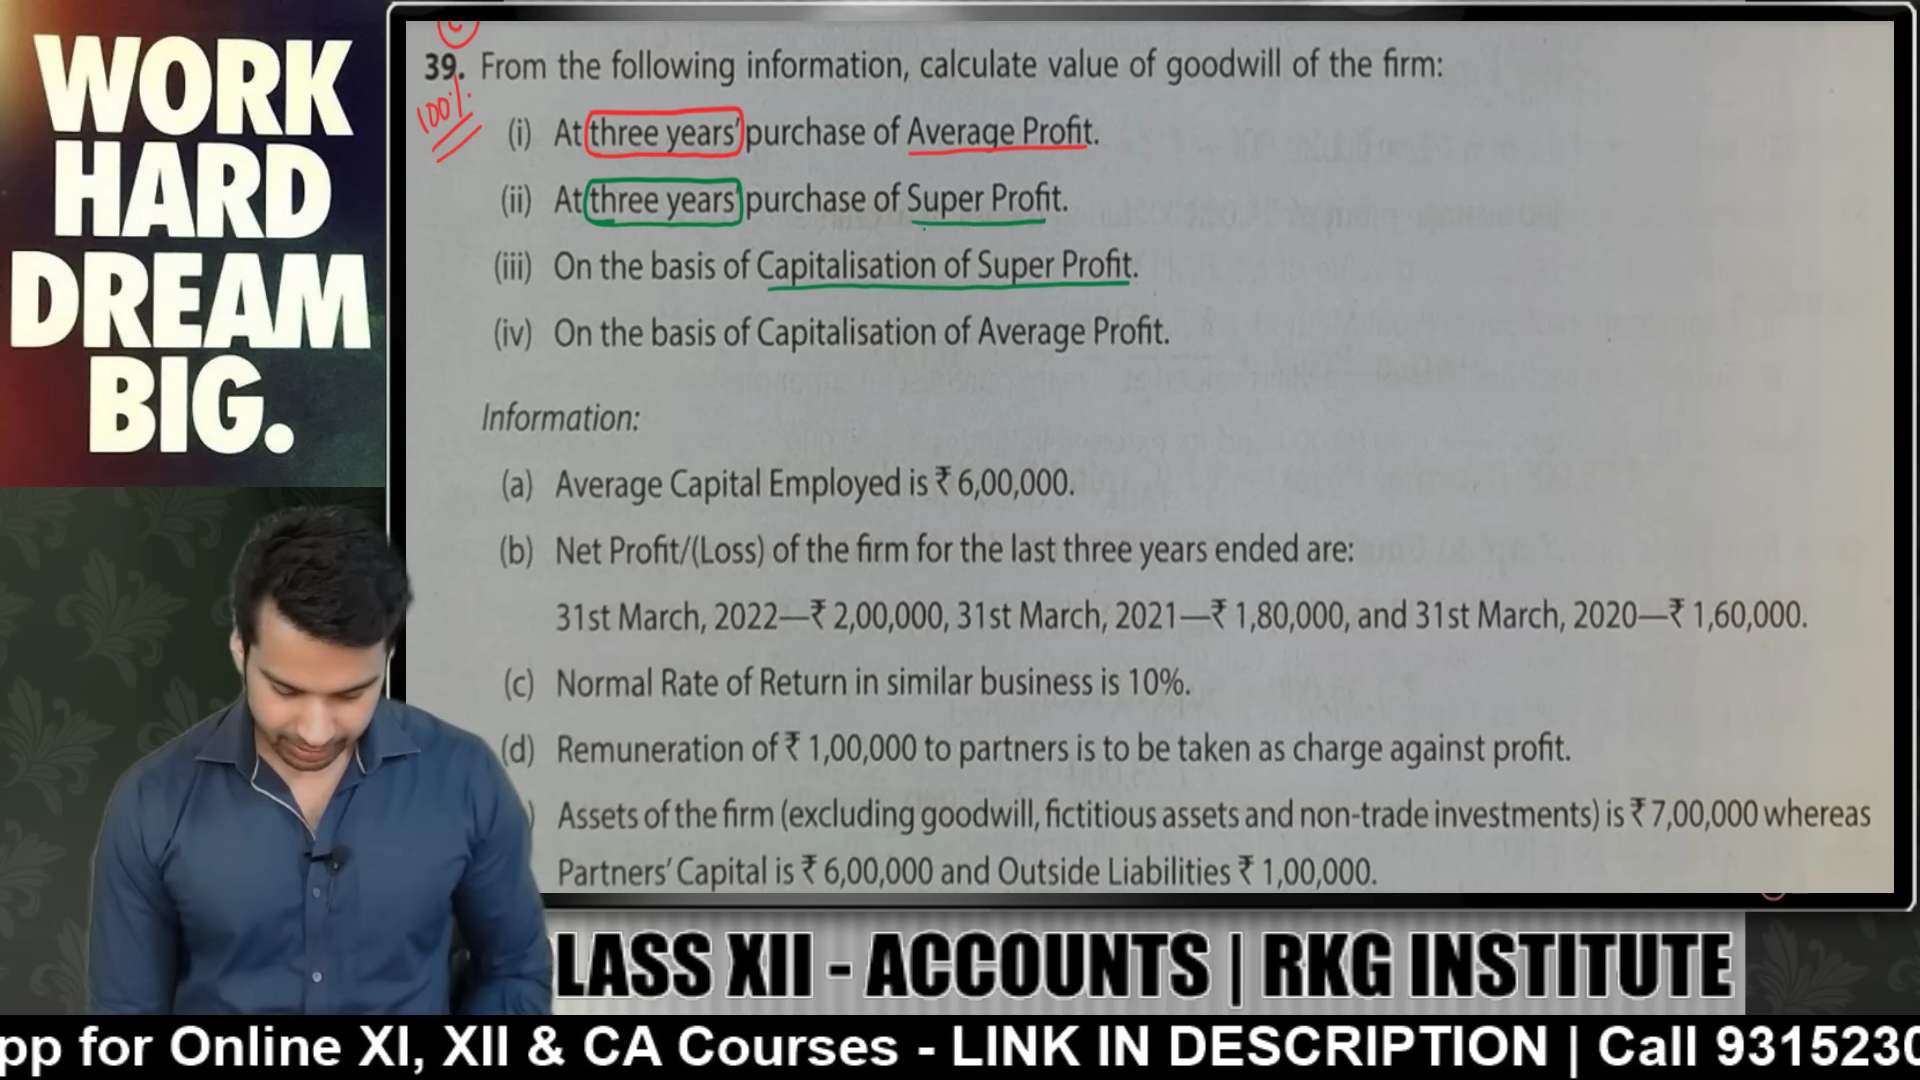 WORK
HARD
DREAM
BIG.
39. From the following information, calculate value of goodwill of the firm:
100%
(i) At three years' purchase of Average Profit.
(ii) At three years' purchase of Super Profit.
(iii) On the basis of Capitalisation of Super Profit.
(iv) On the basis of Capitalisation of Average Profit.
Information:
(a) Average Capital Employed is ₹ 6,00,000.
(b) Net Profit/(Loss) of the firm for the last three years ended are:
31st March, 2022—₹ 2,00,000, 31st March, 2021—₹ 1,80,000, and 31st March, 2020—₹ 1,60,000.
(c) Normal Rate of Return in similar business is 10%.
(d) Remuneration of ₹ 1,00,000 to partners is to be taken as charge against profit.
) Assets of the firm (excluding goodwill, fictitious assets and non-trade investments) is ₹ 7,00,000 whereas
Partners' Capital is ₹ 6,00,000 and Outside Liabilities ₹ 1,00,000.
LASS XII - ACCOUNTS | RKG INSTITUTE
pp for Online XI, XII & CA Courses - LINK IN DESCRIPTION | Call 9315230